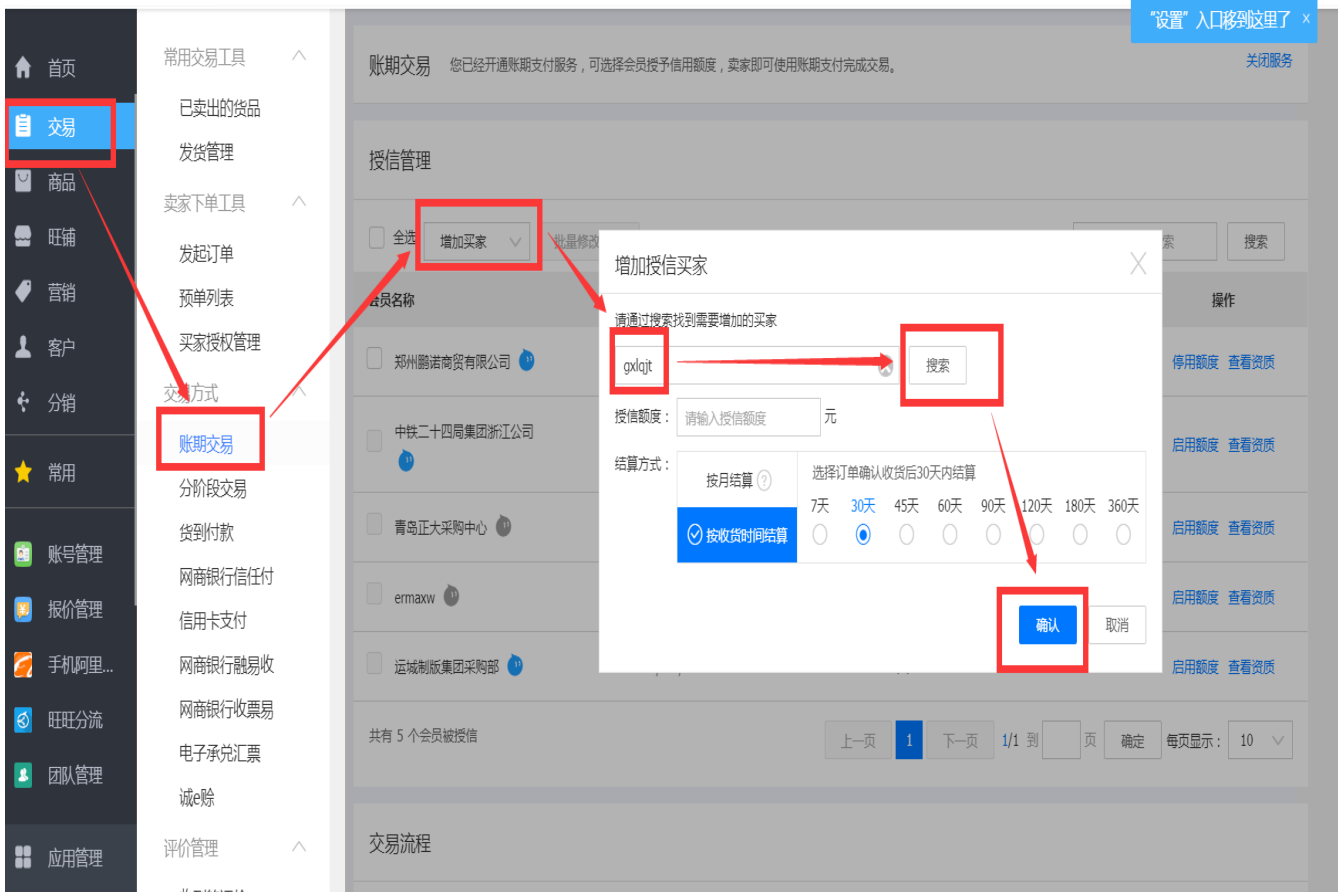 “设置”入口移到这里了 ×
首页
交易
商品
旺铺
营销
客户
分销
常用
账号管理
报价管理
手机阿里...
旺旺分流
团队管理
应用管理
常用交易工具
已卖出的货品
发货管理
卖家下单工具
发起订单
预单列表
买家授权管理
交易方式
账期交易
分阶段交易
货到付款
网商银行信任付
信用卡支付
网商银行融易收
网商银行收票易
电子承兑汇票
诚e赊
评价管理
账期交易 您已经开通账期支付服务，可选择会员授予信用额度，卖家即可使用账期支付完成交易。 关闭服务
授信管理
全选 增加买家 批量修改 索 搜索
会员名称 操作
郑州鹏诺商贸有限公司 停用额度 查看资质
中铁二十四局集团浙江公司 启用额度 查看资质
青岛正大采购中心 启用额度 查看资质
ermaxw 启用额度 查看资质
运城制版集团采购部 启用额度 查看资质
共有 5 个会员被授信 上一页 1 下一页 1/1 到 页 确定 每页显示： 10
交易流程
增加授信买家
请通过搜索找到需要增加的买家
gxlqjt 搜索
授信额度： 请输入授信额度 元
结算方式： 按月结算 ? 选择订单确认收货后30天内结算
按收货时间结算 7天 30天 45天 60天 90天 120天 180天 360天
确认 取消